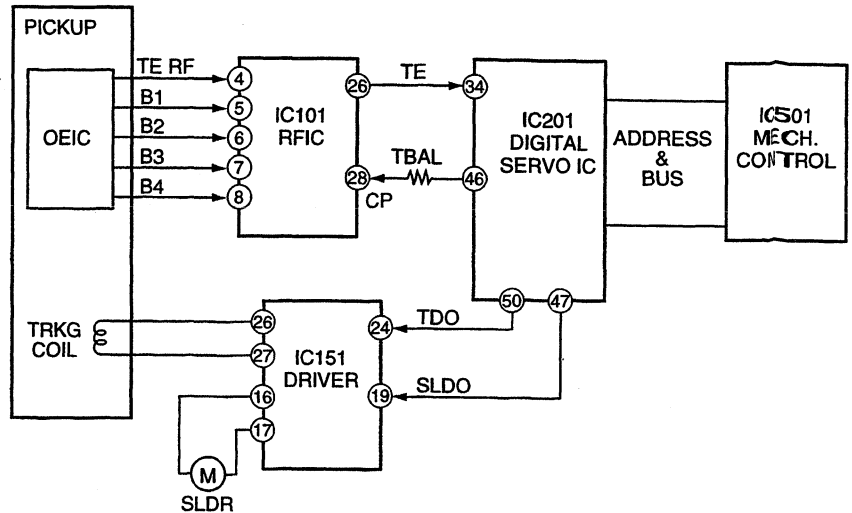 PICKUP
OEIC
TE RF
B1
B2
B3
B4
4
5
6
7
8
IC101
RFIC
26
28
TE
TBAL
CP
34
46
IC201
DIGITAL
SERVO IC
50
47
ADDRESS
&
BUS
IC501
MECH.
CONTROL
TRKG
COIL
26
27
16
17
IC151
DRIVER
24
19
TDO
SLDO
M
SLDR